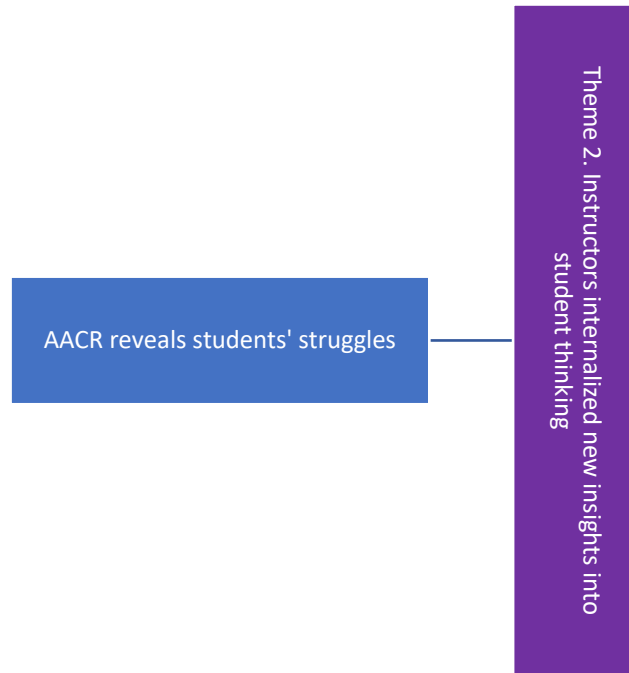 AACR reveals students' struggles
Theme 2. Instructors internalized new insights into
student thinking